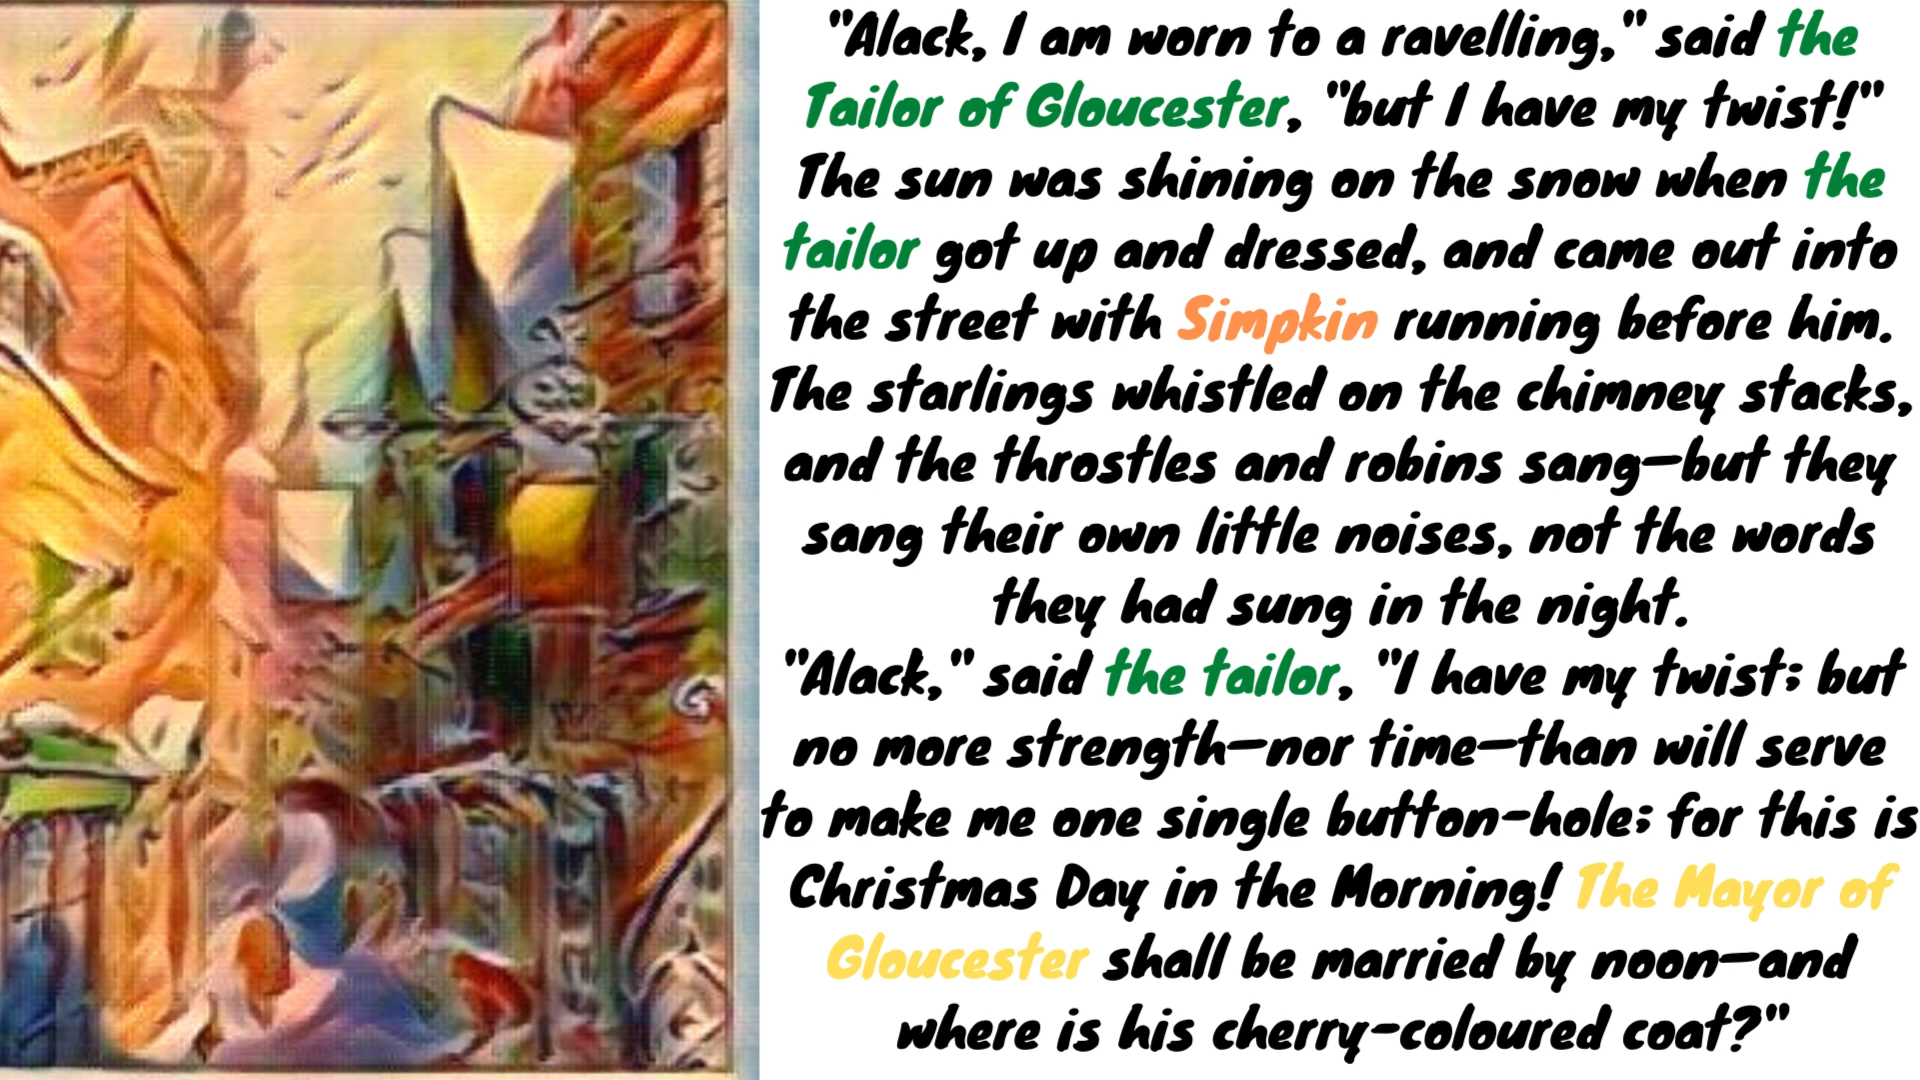 "Alack, I am worn to a ravelling," said the
Tailor of Gloucester, "but I have my twist!"
The sun was shining on the snow when the
tailor got up and dressed, and came out into
the street with Simpkin running before him.
The starlings whistled on the chimney stacks,
and the throstles and robins sang—but they
sang their own little noises, not the words
they had sung in the night.
"Alack," said the tailor, "I have my twist; but
no more strength—nor time—than will serve
to make me one single button-hole; for this is
Christmas Day in the Morning! The Mayor of
Gloucester shall be married by noon—and
where is his cherry-coloured coat?"